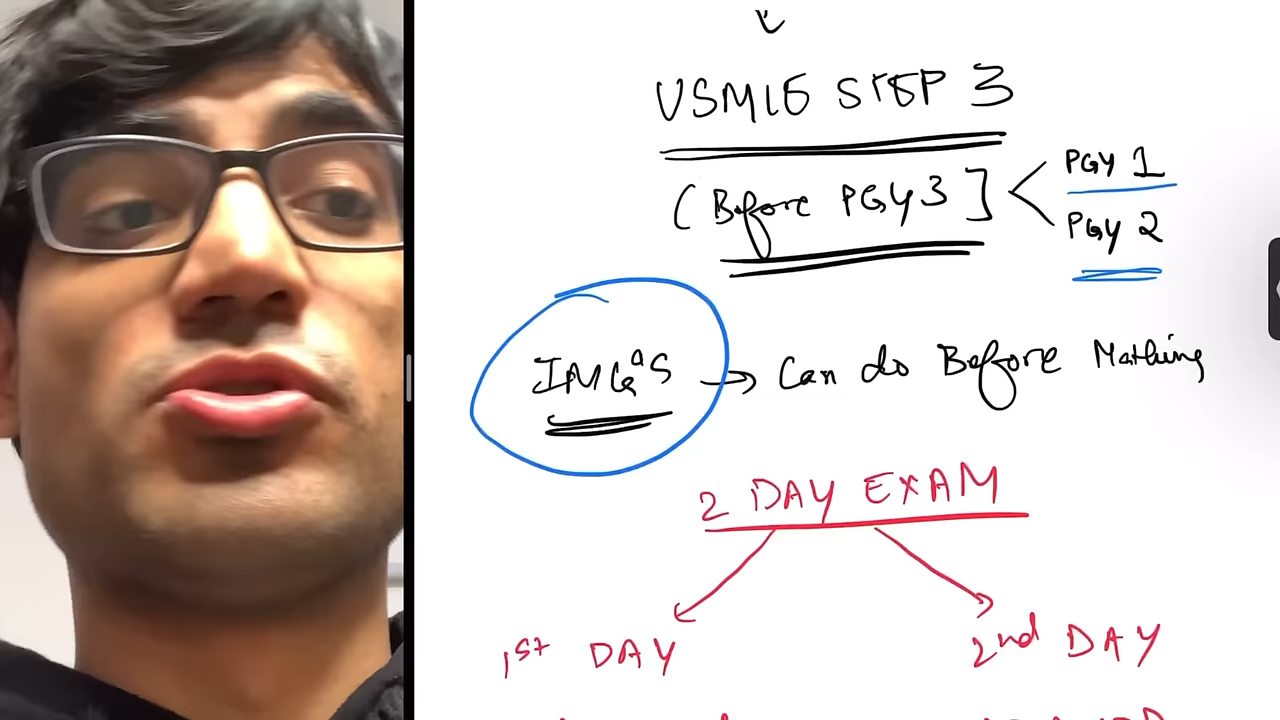 USMLE STEP 3
(Before PGY3]
PGY 1
PGY 2
IMG's → Can do Before Mathing
2 DAY EXAM
1st DAY
2nd DAY